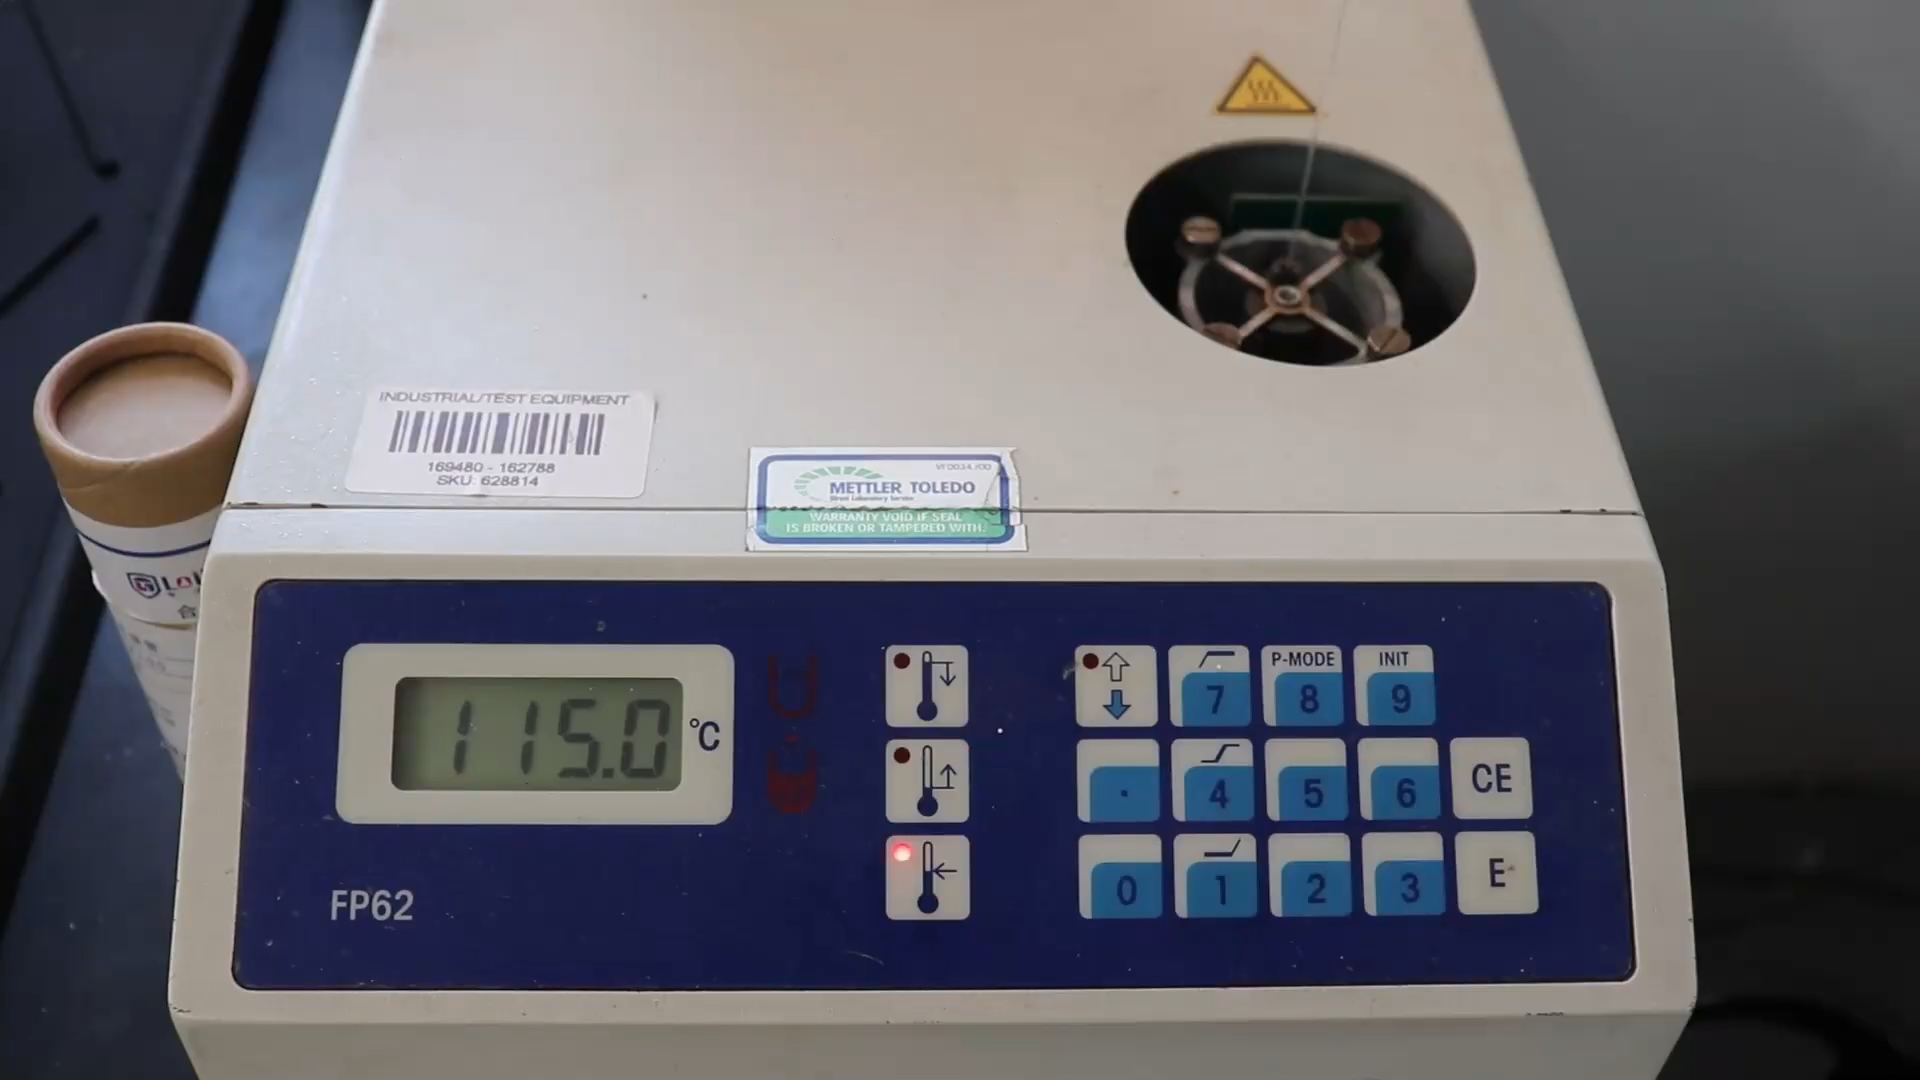 INDUSTRIAL/TEST EQUIPMENT
169480 - 162788
SKU: 628814
METTLER TOLEDO
WARRANTY VOID IF SEAL
IS BROKEN OR TAMPERED WITH.
115.0 °C
FP62
7
P-MODE
8
INIT
9
.
4
5
6
CE
0
1
2
3
E